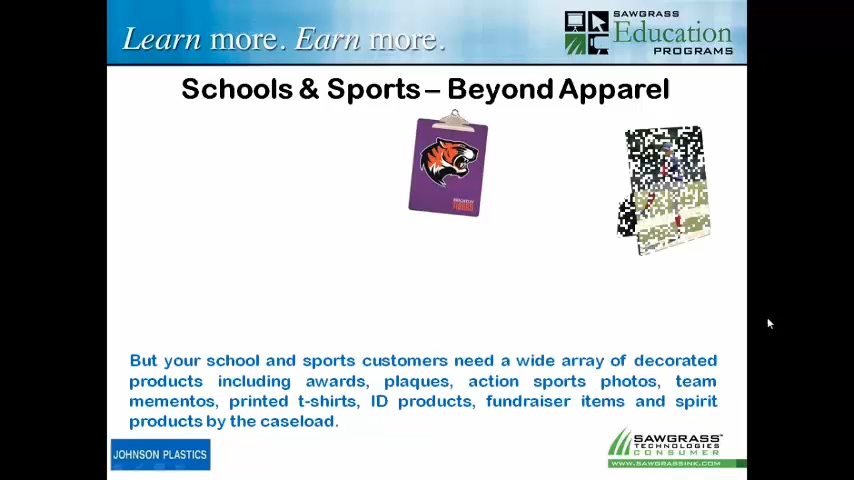 Learn more. Earn more.
SAWGRASS
Education
PROGRAMS
Schools & Sports – Beyond Apparel
TIGERS
But your school and sports customers need a wide array of decorated
products including awards, plaques, action sports photos, team
mementos, printed t-shirts, ID products, fundraiser items and spirit
products by the caseload.
JOHNSON PLASTICS
SAWGRASS
TECHNOLOGIES
CONSUMER
WWW.SAWGRASSINK.COM